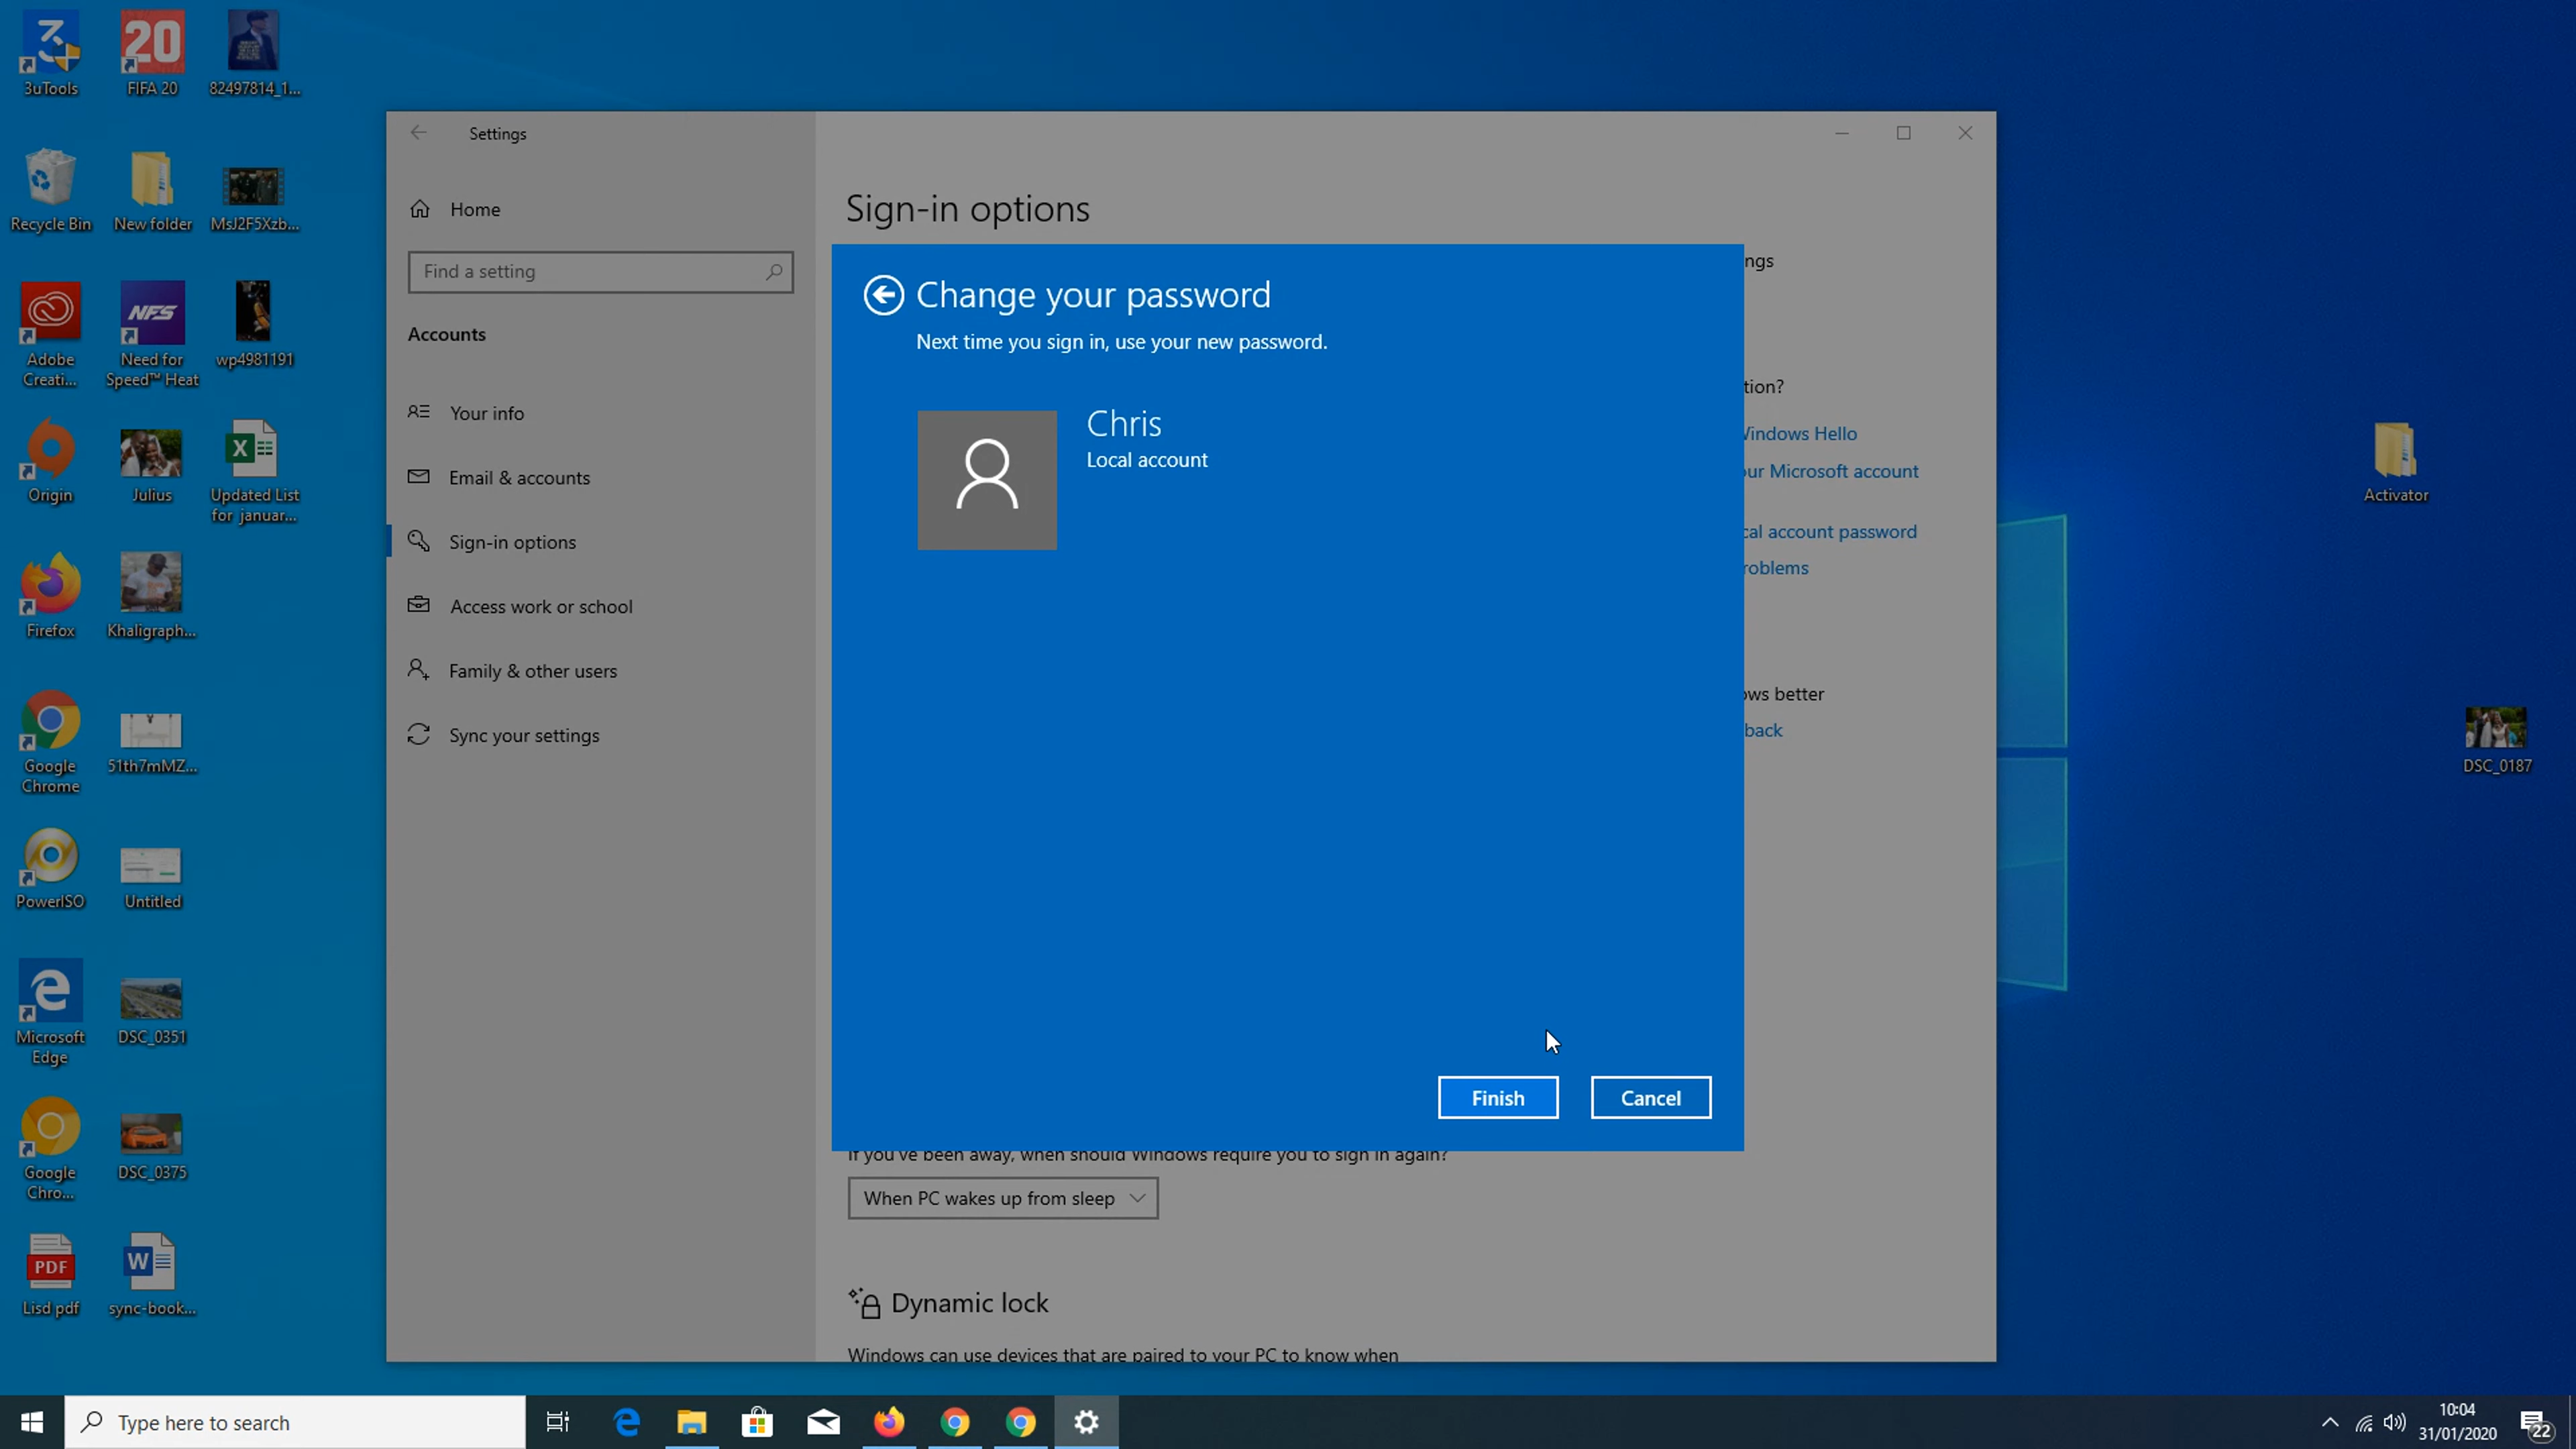 3uTools
FIFA 20
82497814_1...
Recycle Bin
New folder
MsJ2F5Xzb...
Adobe
Creati...
Need for
Speed™ Heat
wp4981191
Origin
Julius
Updated List
for januar...
Firefox
Khaligraph...
Google
Chrome
51th7mMZ...
PowerISO
Untitled
Microsoft
Edge
DSC_0351
Google
Chro...
DSC_0375
Lisd pdf
sync-book...
20
NFS
PDF
Settings
Home
Find a setting
Accounts
Your info
Email & accounts
Sign-in options
Access work or school
Family & other users
Sync your settings
Sign-in options
Change your password
Next time you sign in, use your new password.
Chris
Local account
Finish
Cancel
ngs
tion?
Windows Hello
our Microsoft account
cal account password
roblems
ows better
back
If you've been away, when should Windows require you to sign in again?
When PC wakes up from sleep
Dynamic lock
Windows can use devices that are paired to your PC to know when
Activator
DSC_0187
Type here to search
10:04
31/01/2020
22